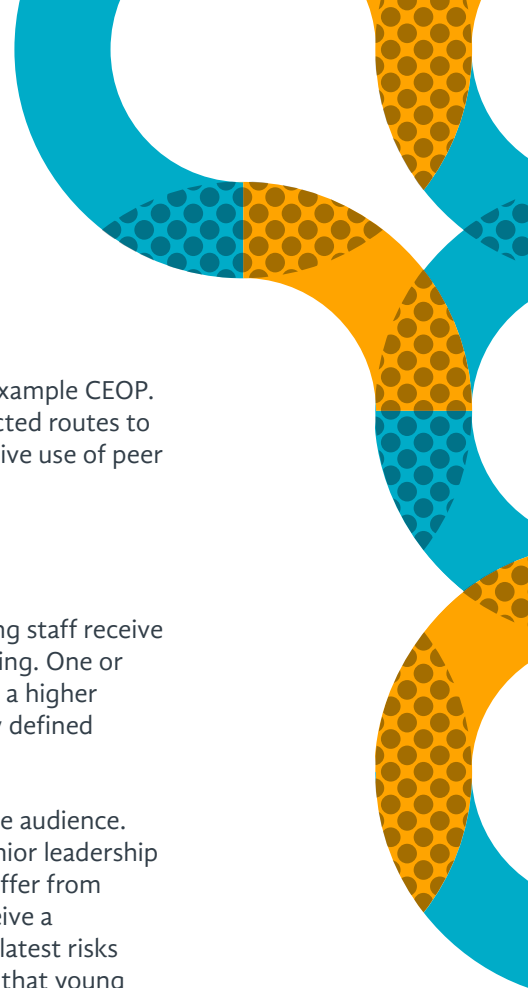 xample CEOP.
cted routes to
ive use of peer
ng staff receive
ing. One or
a higher
defined
e audience.
nior leadership
ffer from
eive a
latest risks
that young